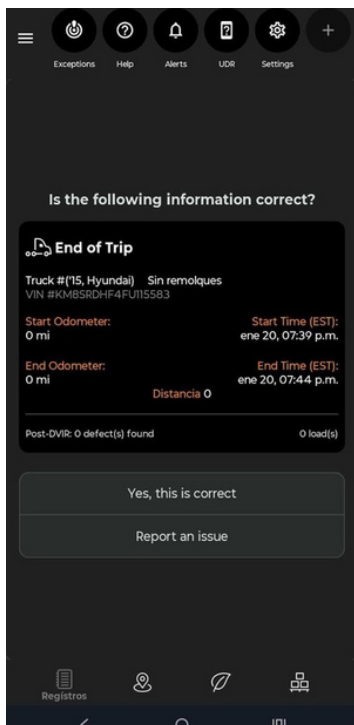 Exceptions Help Alerts UDR Settings
Is the following information correct?
End of Trip
Truck #('15, Hyundai) Sin remolques
VIN #KM8SRDHF4FU115583
Start Odometer: Start Time (EST):
0 mi ene 20, 07:39 p.m.
End Odometer: End Time (EST):
0 mi ene 20, 07:44 p.m.
Distancia 0
Post-DVIR: 0 defect(s) found 0 load(s)
Yes, this is correct
Report an issue
Registros